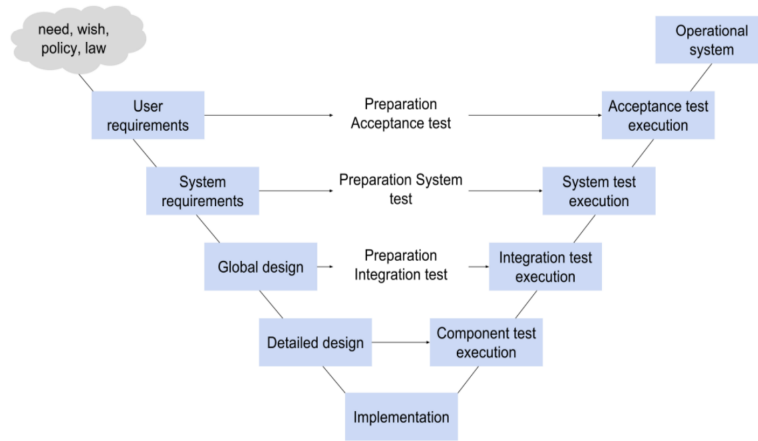 need, wish,
policy, law
Operational
system
User
requirements
Preparation
Acceptance test
Acceptance test
execution
System
requirements
Preparation System
test
System test
execution
Global design
Preparation
Integration test
Integration test
execution
Detailed design
Component test
execution
Implementation